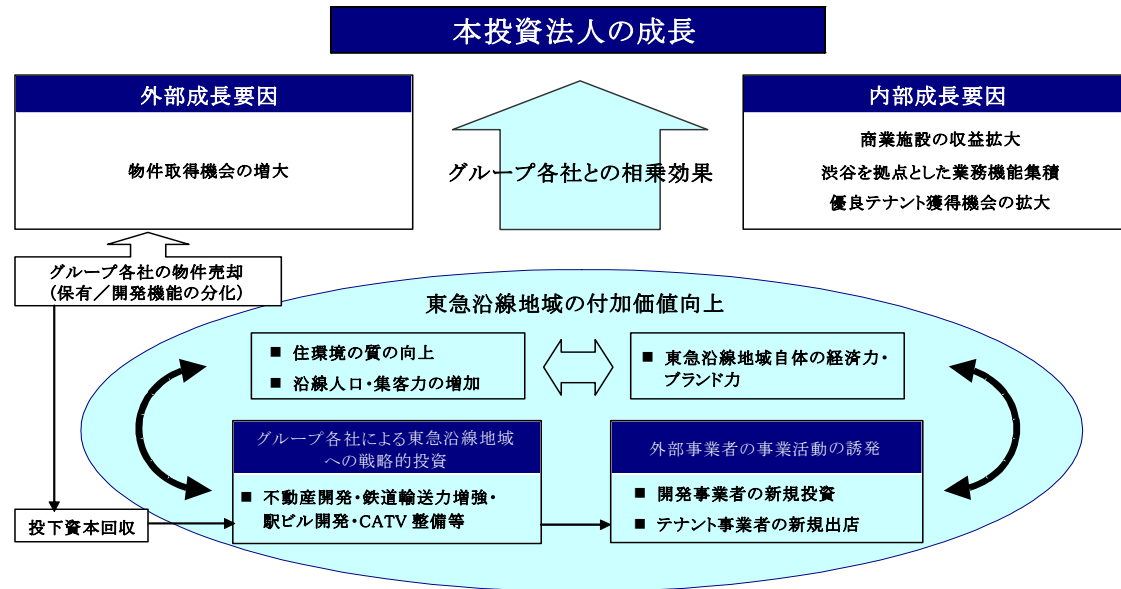 本投資法人の成長
外部成長要因
物件取得機会の増大
グループ各社との相乗効果
内部成長要因
商業施設の収益拡大
渋谷を拠点とした業務機能集積
優良テナント獲得機会の拡大
グループ各社の物件売却
(保有/開発機能の分化)
東急沿線地域の付加価値向上
■ 住環境の質の向上
■ 沿線人口・集客力の増加
■ 東急沿線地域自体の経済力・
ブランド力
グループ各社による東急沿線地域
への戦略的投資
■ 不動産開発・鉄道輸送力増強・
駅ビル開発・CATV 整備等
外部事業者の事業活動の誘発
■ 開発事業者の新規投資
■ テナント事業者の新規出店
投下資本回収